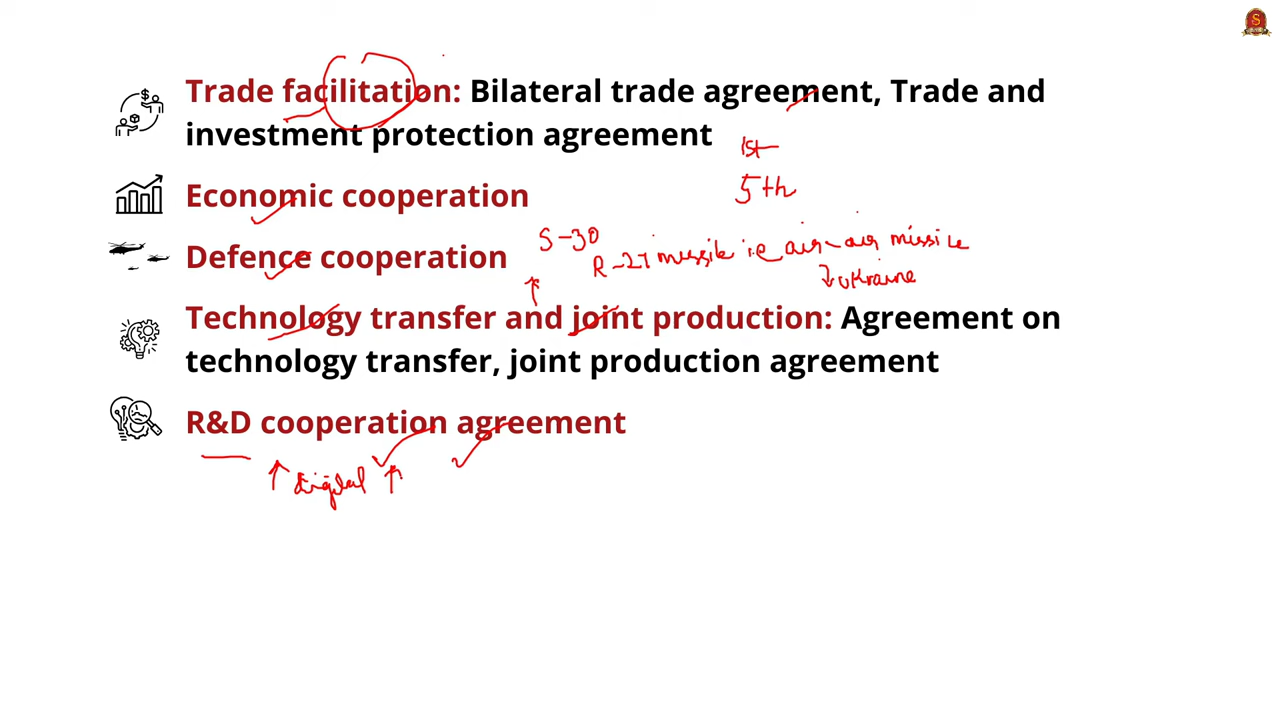 Trade facilitation: Bilateral trade agreement, Trade and
investment protection agreement
1st
5th
Economic cooperation
S-30
Defence cooperation
R-27 missile i.e air-air missile
↓ Ukraine
Technology transfer and joint production: Agreement on
technology transfer, joint production agreement
R&D cooperation agreement
↑ Digital ↑